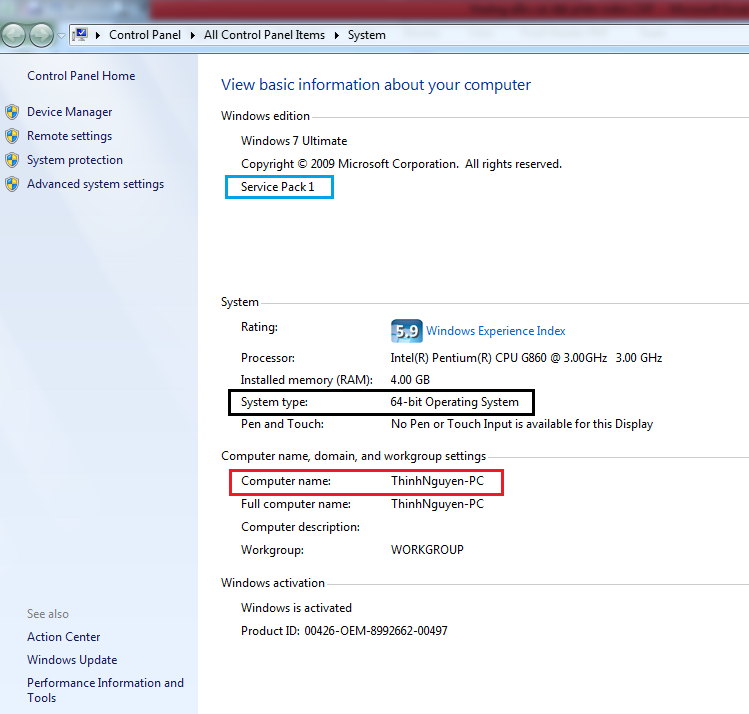 Control Panel ▸ All Control Panel Items ▸ System
Control Panel Home
Device Manager
Remote settings
System protection
Advanced system settings
See also
Action Center
Windows Update
Performance Information and
Tools
View basic information about your computer
Windows edition
Windows 7 Ultimate
Copyright © 2009 Microsoft Corporation. All rights reserved.
Service Pack 1
System
Rating: 5.9 Windows Experience Index
Processor: Intel(R) Pentium(R) CPU G860 @ 3.00GHz 3.00 GHz
Installed memory (RAM): 4.00 GB
System type: 64-bit Operating System
Pen and Touch: No Pen or Touch Input is available for this Display
Computer name, domain, and workgroup settings
Computer name: ThinhNguyen-PC
Full computer name: ThinhNguyen-PC
Computer description:
Workgroup: WORKGROUP
Windows activation
Windows is activated
Product ID: 00426-OEM-8992662-00497